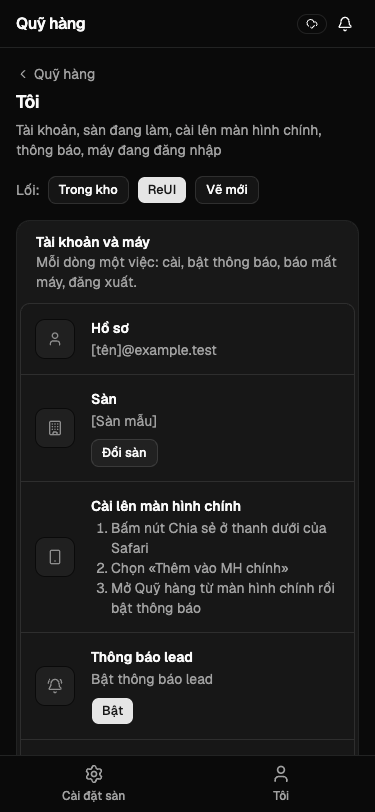 Quỹ hàng
Quỹ hàng
Tôi
Tài khoản, sàn đang làm, cài lên màn hình chính,
thông báo, máy đang đăng nhập
Lối:
Trong kho
ReUI
Vẽ mới
Tài khoản và máy
Mỗi dòng một việc: cài, bật thông báo, báo mất
máy, đăng xuất.
Hồ sơ
[tên]@example.test
Sàn
[Sàn mẫu]
Đổi sàn
Cài lên màn hình chính
1. Bấm nút Chia sẻ ở thanh dưới của
Safari
2. Chọn «Thêm vào MH chính»
3. Mở Quỹ hàng từ màn hình chính rồi
bật thông báo
Thông báo lead
Bật thông báo lead
Bật
Cài đặt sàn
Tôi